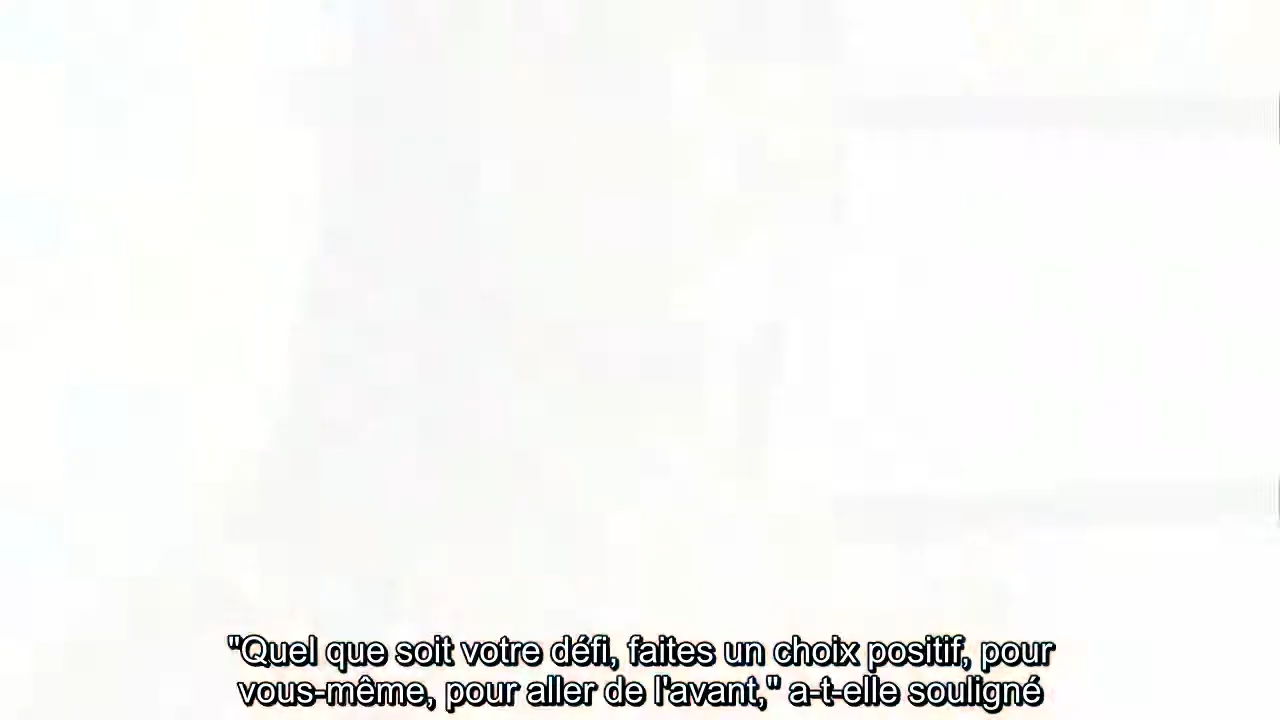 "Quel que soit votre défi, faites un choix positif, pour
vous-même, pour aller de l'avant," a-t-elle souligné